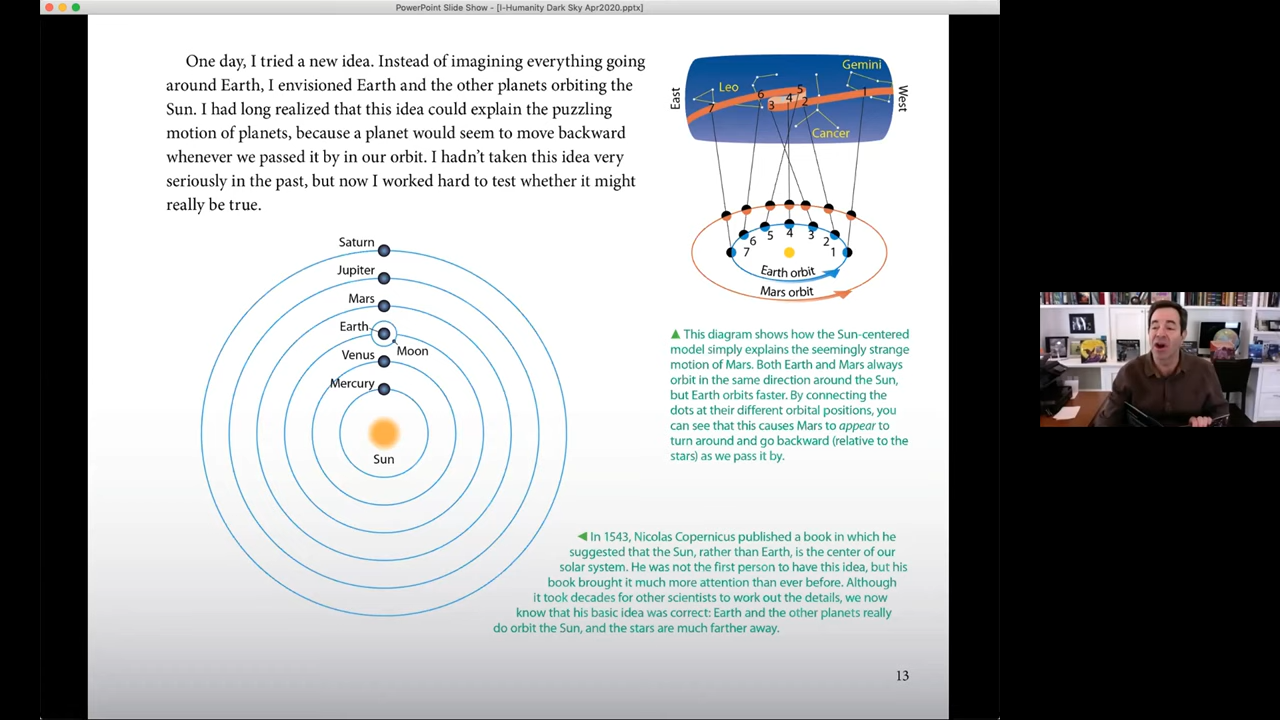 PowerPoint Slide Show - [I-Humanity Dark Sky Apr2020.pptx]
One day, I tried a new idea. Instead of imagining everything going
around Earth, I envisioned Earth and the other planets orbiting the
Sun. I had long realized that this idea could explain the puzzling
motion of planets, because a planet would seem to move backward
whenever we passed it by in our orbit. I hadn't taken this idea very
seriously in the past, but now I worked hard to test whether it might
really be true.
Saturn
Jupiter
Mars
Earth
Moon
Venus
Mercury
Sun
Gemini
Leo
Cancer
East
West
7 6 3 4 5 2 1
7 6 5 4 3 2 1
Earth orbit
Mars orbit
▲ This diagram shows how the Sun-centered
model simply explains the seemingly strange
motion of Mars. Both Earth and Mars always
orbit in the same direction around the Sun,
but Earth orbits faster. By connecting the
dots at their different orbital positions, you
can see that this causes Mars to appear to
turn around and go backward (relative to the
stars) as we pass it by.
◀ In 1543, Nicolas Copernicus published a book in which he
suggested that the Sun, rather than Earth, is the center of our
solar system. He was not the first person to have this idea, but his
book brought it much more attention than ever before. Although
it took decades for other scientists to work out the details, we now
know that his basic idea was correct: Earth and the other planets really
do orbit the Sun, and the stars are much farther away.
13